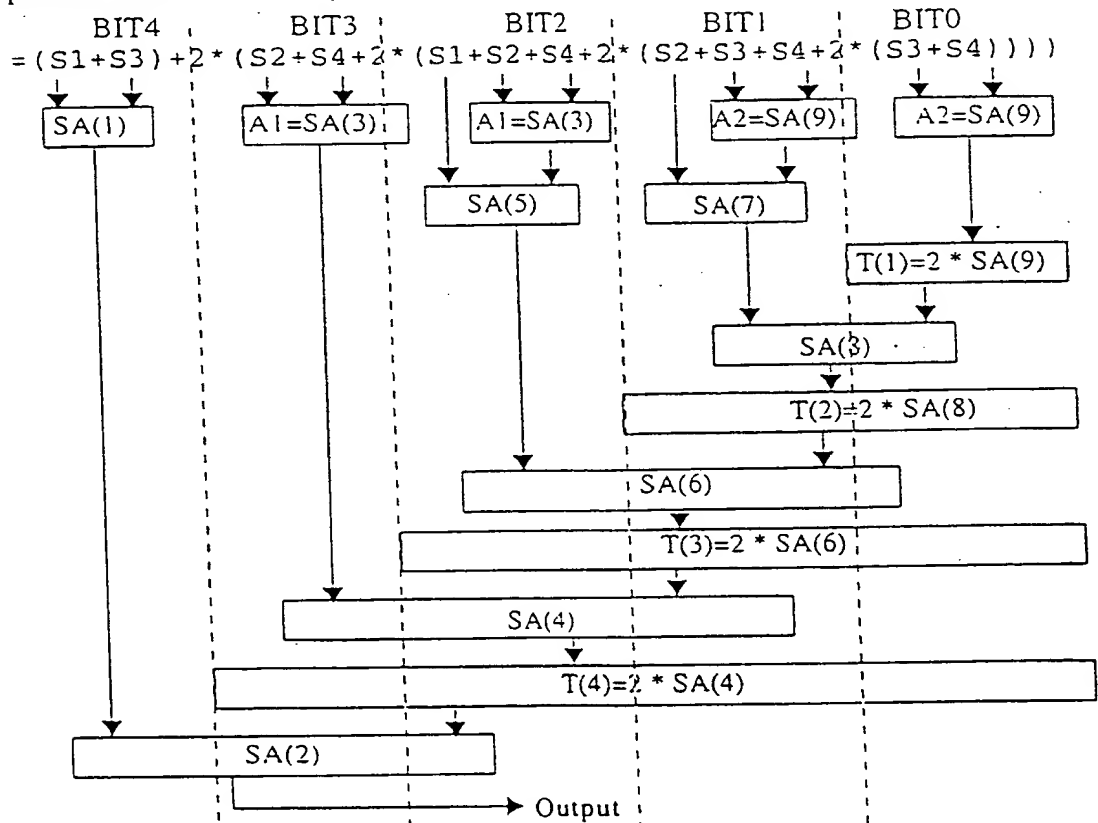 BIT4 BIT3 BIT2 BIT1 BIT0
=(S1+S3)+2*(S2+S4+2*(S1+S2+S4+2*(S2+S3+S4+2*(S3+S4))))
SA(1) A1=SA(3) A1=SA(3) A2=SA(9) A2=SA(9)
SA(5) SA(7)
T(1)=2 * SA(9)
SA(3)
T(2)=2 * SA(8)
SA(6)
T(3)=2 * SA(6)
SA(4)
T(4)=2 * SA(4)
SA(2)
Output